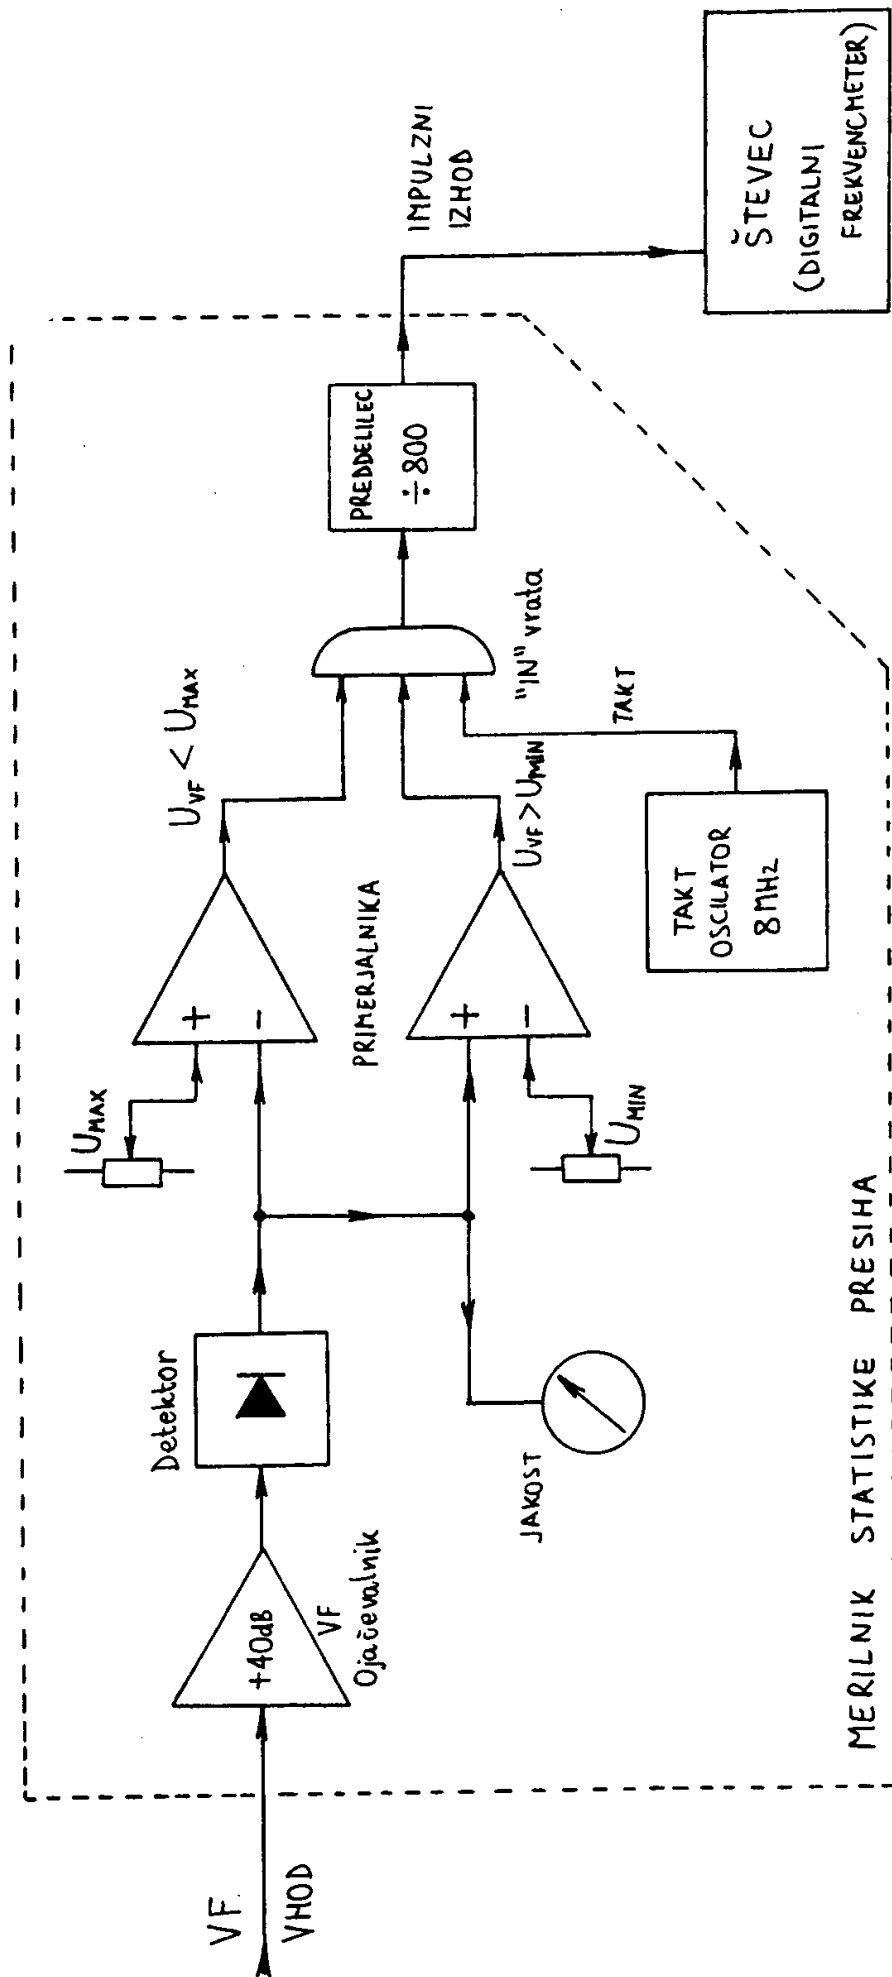 VF
VHOD
+40dB
VF
Ojačevalnik
Detektor
JAKOST
UMAX
+
-
UMIN
+
-
PRIMERJALNIKA
UVF < UMAX
UVF > UMIN
TAKT
OSCILATOR
8MHz
TAKT
"IN" vrata
PREDDELILEC
÷800
IMPULZNI
IZHOD
ŠTEVEC
(DIGITALNI
FREKVENCMETER)
MERILNIK STATISTIKE PRESIHA